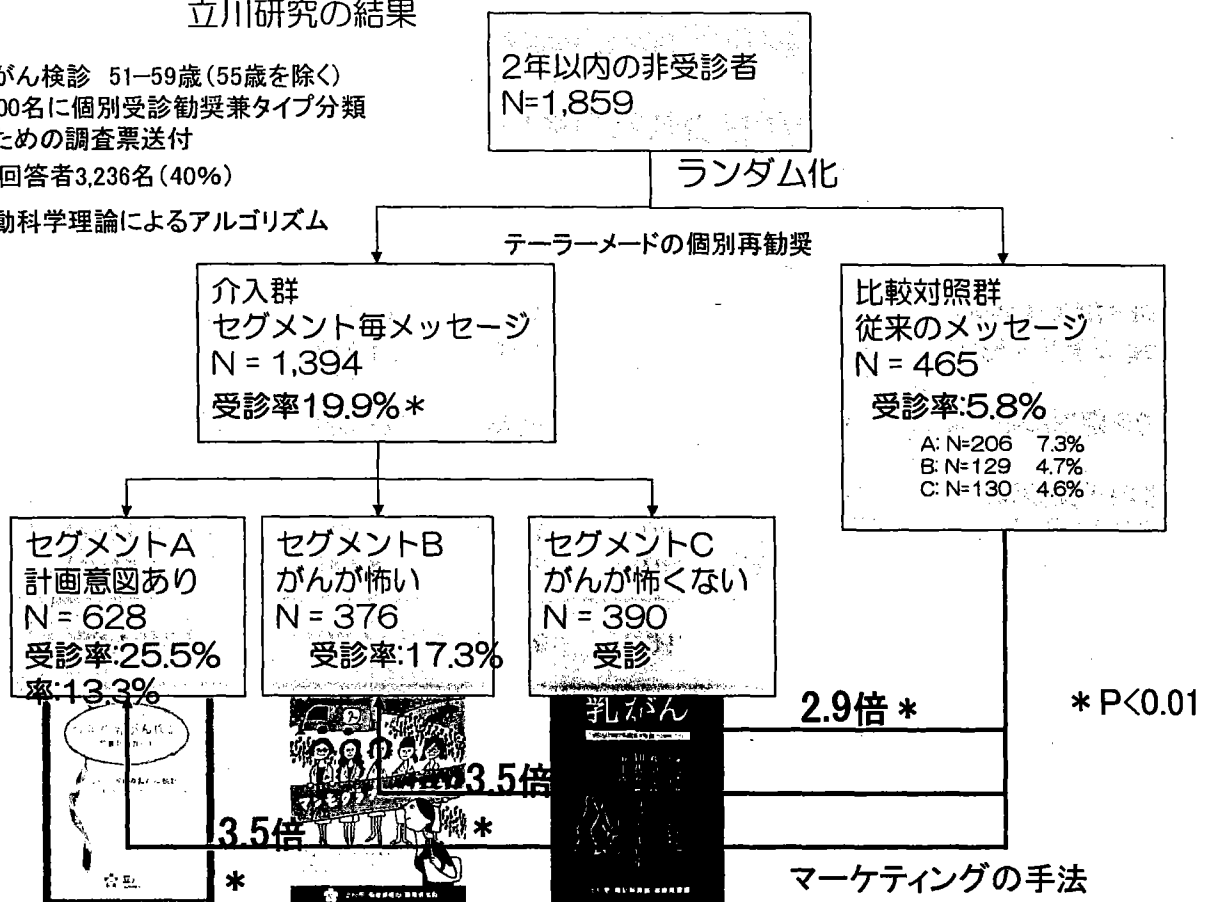 立川研究の結果
がん検診 51−59歳(55歳を除く)
00名に個別受診勧奨兼タイプ分類
ための調査票送付
回答者3,236名(40%)
動科学理論によるアルゴリズム
2年以内の非受診者
N=1,859
ランダム化
テーラーメードの個別再勧奨
介入群
セグメント毎メッセージ
N = 1,394
受診率19.9%*
比較対照群
従来のメッセージ
N = 465
受診率:5.8%
A: N=206 7.3%
B: N=129 4.7%
C: N=130 4.6%
セグメントA
計画意図あり
N = 628
受診率:25.5%
率:13.3%
セグメントB
がんが怖い
N = 376
受診率:17.3%
セグメントC
がんが怖くない
N = 390
受診
乳がん
2.9倍*
* P<0.01
3.5倍
*
3.5倍
*
マーケティングの手法